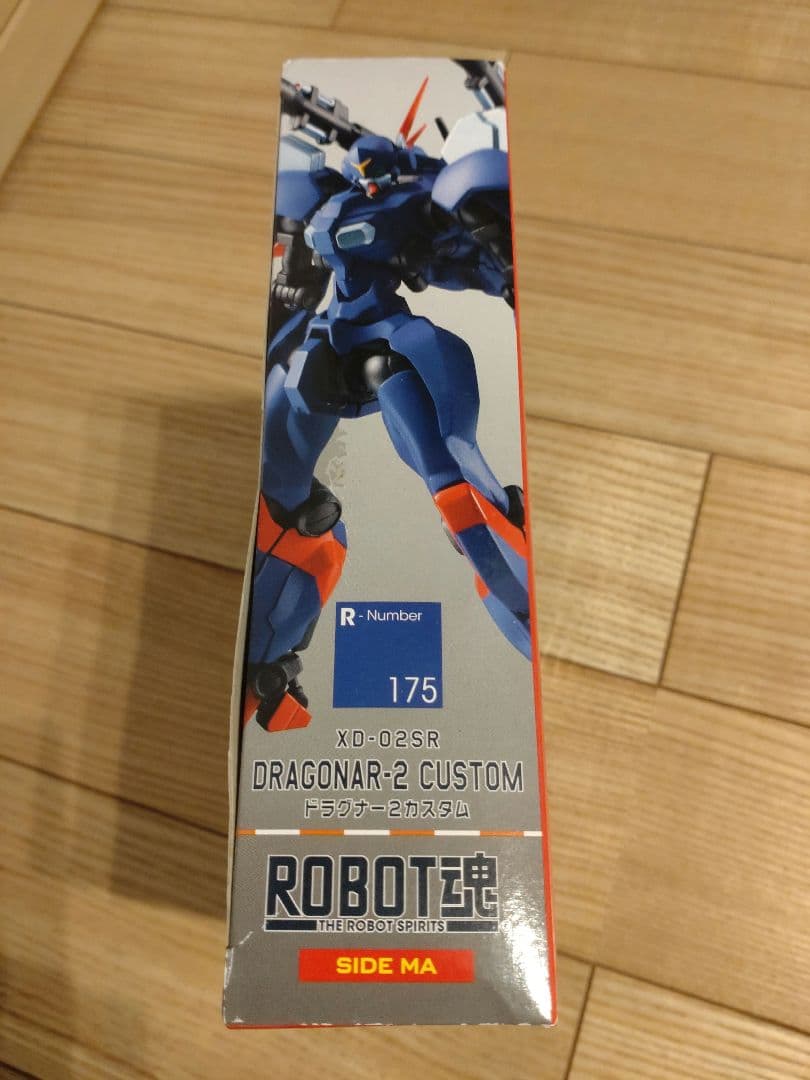 R - Number
175
XD-02SR
DRAGONAR-2 CUSTOM
ドラグナー2カスタム
ROBOT魂
THE ROBOT SPIRITS
SIDE MA